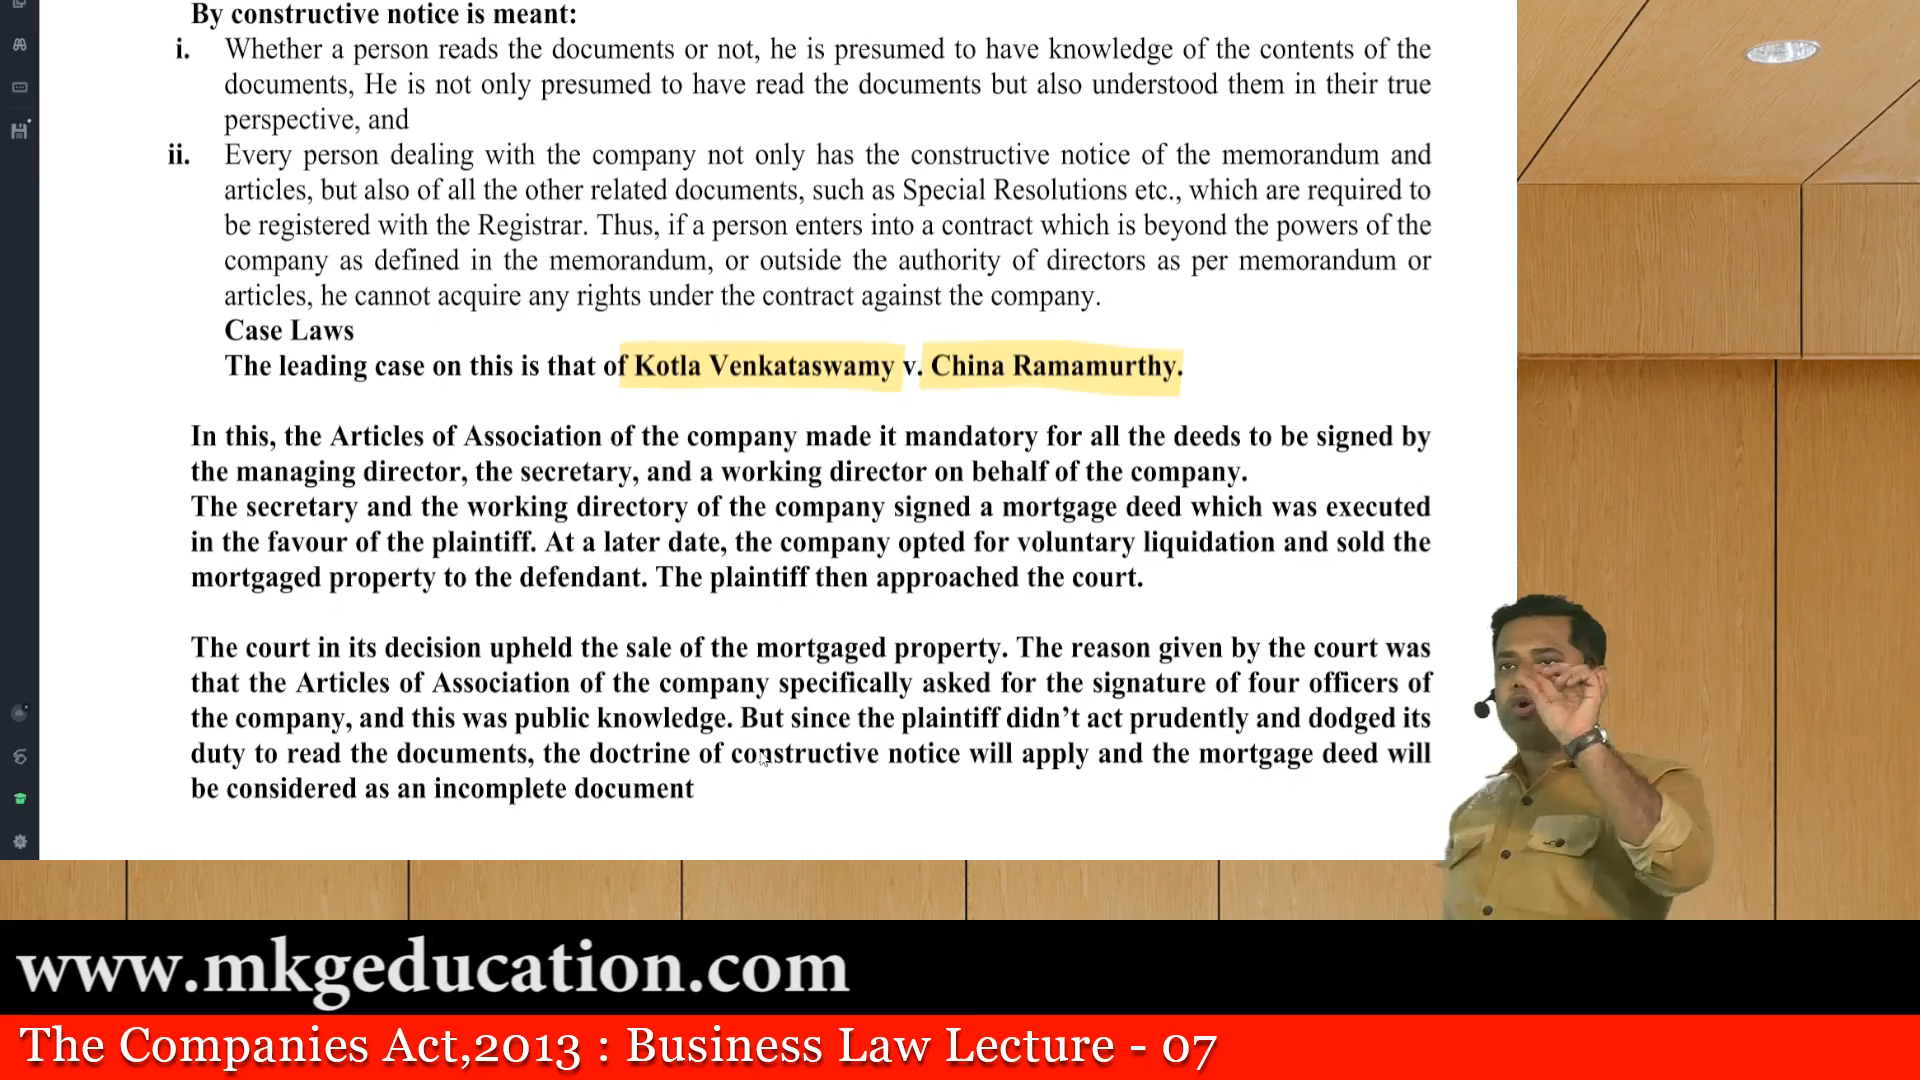 By constructive notice is meant:
i. Whether a person reads the documents or not, he is presumed to have knowledge of the contents of the
documents, He is not only presumed to have read the documents but also understood them in their true
perspective, and
ii. Every person dealing with the company not only has the constructive notice of the memorandum and
articles, but also of all the other related documents, such as Special Resolutions etc., which are required to
be registered with the Registrar. Thus, if a person enters into a contract which is beyond the powers of the
company as defined in the memorandum, or outside the authority of directors as per memorandum or
articles, he cannot acquire any rights under the contract against the company.
Case Laws
The leading case on this is that of Kotla Venkataswamy v. China Ramamurthy.
In this, the Articles of Association of the company made it mandatory for all the deeds to be signed by
the managing director, the secretary, and a working director on behalf of the company.
The secretary and the working directory of the company signed a mortgage deed which was executed
in the favour of the plaintiff. At a later date, the company opted for voluntary liquidation and sold the
mortgaged property to the defendant. The plaintiff then approached the court.
The court in its decision upheld the sale of the mortgaged property. The reason given by the court was
that the Articles of Association of the company specifically asked for the signature of four officers of
the company, and this was public knowledge. But since the plaintiff didn’t act prudently and dodged its
duty to read the documents, the doctrine of constructive notice will apply and the mortgage deed will
be considered as an incomplete document
www.mkgeducation.com
The Companies Act,2013 : Business Law Lecture - 07